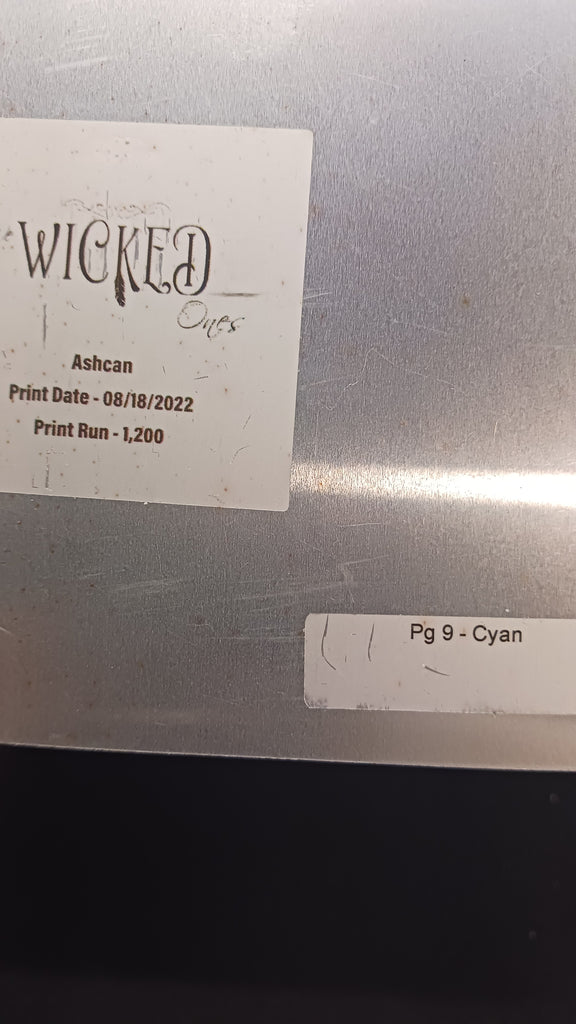 WICKED
Ones
Ashcan
Print Date - 08/18/2022
Print Run - 1,200
Pg 9 - Cyan